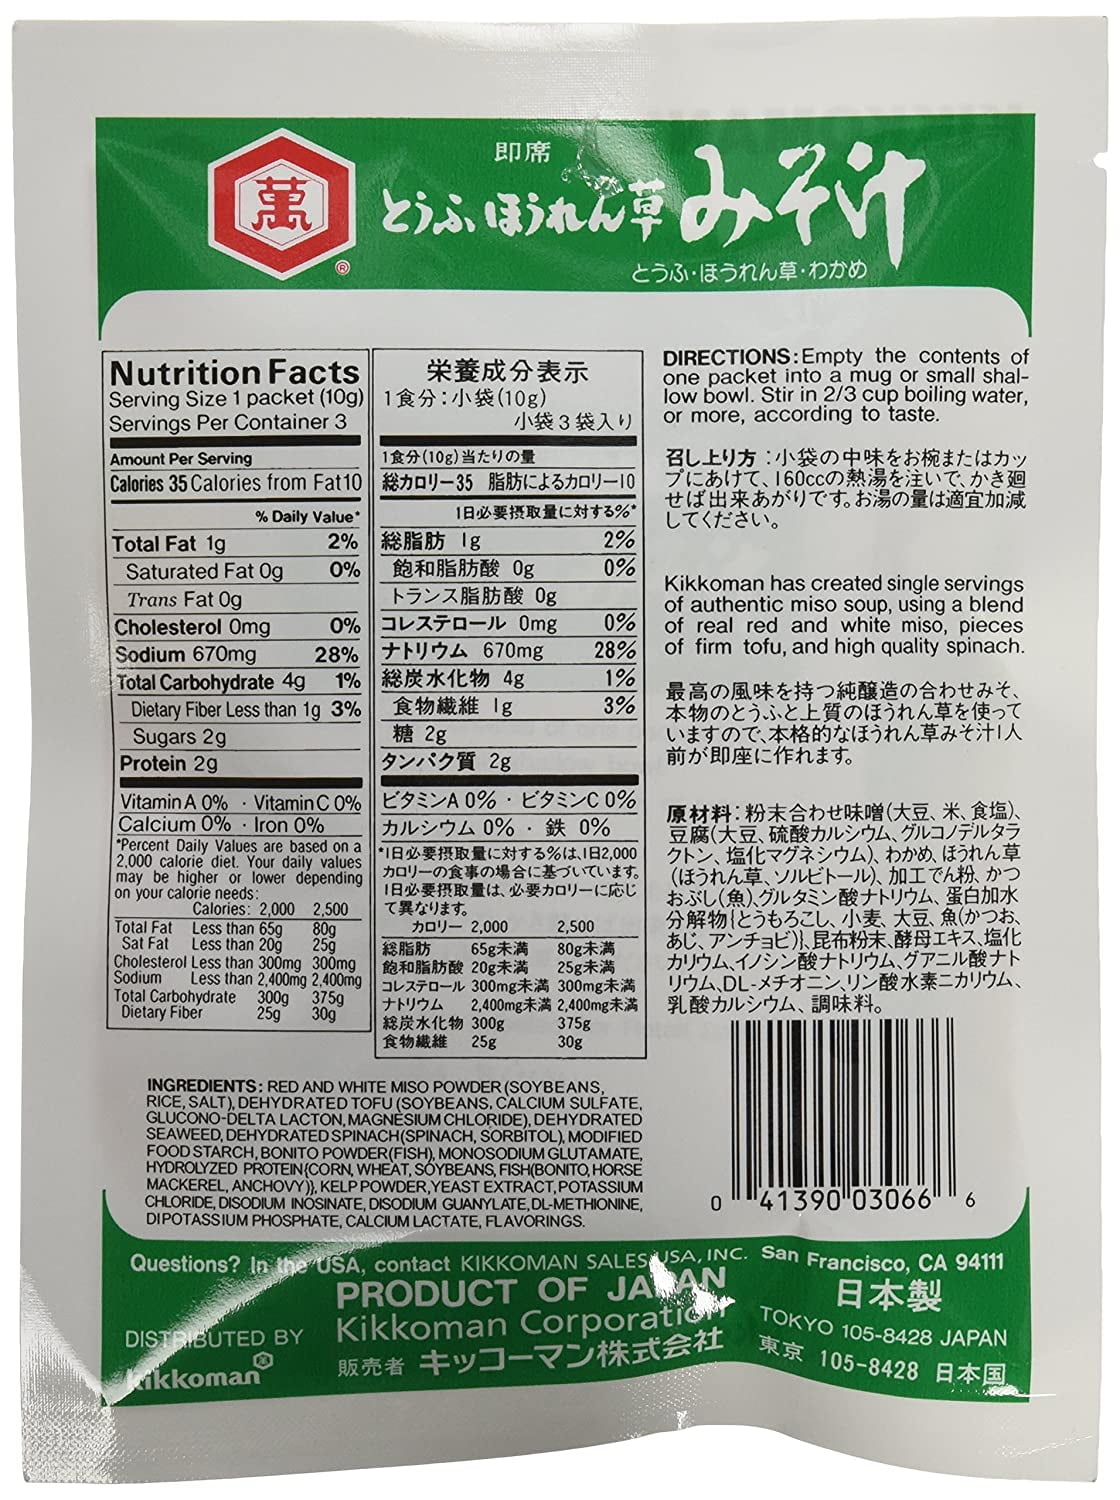 即席
萬
とうふ ほうれん草 みそ汁
®
とうふ・ほうれん草・わかめ
Nutrition Facts
Serving Size 1 packet (10g)
Servings Per Container 3
Amount Per Serving
Calories 35 Calories from Fat 10
% Daily Value*
Total Fat 1g 2%
Saturated Fat 0g 0%
Trans Fat 0g
Cholesterol 0mg 0%
Sodium 670mg 28%
Total Carbohydrate 4g 1%
Dietary Fiber Less than 1g 3%
Sugars 2g
Protein 2g
Vitamin A 0% · Vitamin C 0%
Calcium 0% · Iron 0%
*Percent Daily Values are based on a
2,000 calorie diet. Your daily values
may be higher or lower depending
on your calorie needs:
Calories: 2,000 2,500
Total Fat Less than 65g 80g
Sat Fat Less than 20g 25g
Cholesterol Less than 300mg 300mg
Sodium Less than 2,400mg 2,400mg
Total Carbohydrate 300g 375g
Dietary Fiber 25g 30g
栄養成分表示
1食分:小袋(10g)
小袋3袋入り
1食分(10g)当たりの量
総カロリー35 脂肪によるカロリー10
1日必要摂取量に対する%*
総脂肪 1g 2%
飽和脂肪酸 0g 0%
トランス脂肪酸 0g
コレステロール 0mg 0%
ナトリウム 670mg 28%
総炭水化物 4g 1%
食物繊維 1g 3%
糖 2g
タンパク質 2g
ビタミンA 0% · ビタミンC 0%
カルシウム 0% · 鉄 0%
*1日必要摂取量に対する%は、1日2,000
カロリーの食事の場合に基づいています。
1日必要摂取量は、必要カロリーに応じ
て異なります。
カロリー 2,000 2,500
総脂肪 65g未満 80g未満
飽和脂肪酸 20g未満 25g未満
コレステロール 300mg未満 300mg未満
ナトリウム 2,400mg未満 2,400mg未満
総炭水化物 300g 375g
食物繊維 25g 30g
DIRECTIONS: Empty the contents of
one packet into a mug or small shal-
low bowl. Stir in 2/3 cup boiling water,
or more, according to taste.
召し上り方:小袋の中味をお椀またはカッ
プにあけて、160ccの熱湯を注いで、かき廻
せば出来あがりです。お湯の量は適宜加減
してください。
Kikkoman has created single servings
of authentic miso soup, using a blend
of real red and white miso, pieces
of firm tofu, and high quality spinach.
最高の風味を持つ純醸造の合わせみそ、
本物のとうふと上質のほうれん草を使って
いますので、本格的なほうれん草みそ汁1人
前が即座に作れます。
原材料:粉末合わせ味噌(大豆、米、食塩)、
豆腐(大豆、硫酸カルシウム、グルコノデルタラ
クトン、塩化マグネシウム)、わかめ、ほうれん草
(ほうれん草、ソルビトール)、加工でん粉、かつ
おぶし(魚)、グルタミン酸ナトリウム、蛋白加水
分解物{とうもろこし、小麦、大豆、魚(かつお、
あじ、アンチョビ)}、昆布粉末、酵母エキス、塩化
カリウム、イノシン酸ナトリウム、グアニル酸ナト
リウム、DL-メチオニン、リン酸水素ニカリウム、
乳酸カルシウム、調味料。
INGREDIENTS: RED AND WHITE MISO POWDER (SOYBEANS,
RICE, SALT), DEHYDRATED TOFU (SOYBEANS, CALCIUM SULFATE,
GLUCONO-DELTA LACTON, MAGNESIUM CHLORIDE), DEHYDRATED
SEAWEED, DEHYDRATED SPINACH (SPINACH, SORBITOL), MODIFIED
FOOD STARCH, BONITO POWDER (FISH), MONOSODIUM GLUTAMATE,
HYDROLYZED PROTEIN{CORN, WHEAT, SOYBEANS, FISH(BONITO, HORSE
MACKEREL, ANCHOVY)}, KELP POWDER, YEAST EXTRACT, POTASSIUM
CHLORIDE, DISODIUM INOSINATE, DISODIUM GUANYLATE, DL-METHIONINE,
DIPOTASSIUM PHOSPHATE, CALCIUM LACTATE, FLAVORINGS.
0 41390 03066 6
Questions? In the USA, contact KIKKOMAN SALES USA, INC. San Francisco, CA 94111
PRODUCT OF JAPAN 日本製
DISTRIBUTED BY Kikkoman Corporation TOKYO 105-8428 JAPAN
kikkoman 販売者 キッコーマン株式会社 東京 105-8428 日本国